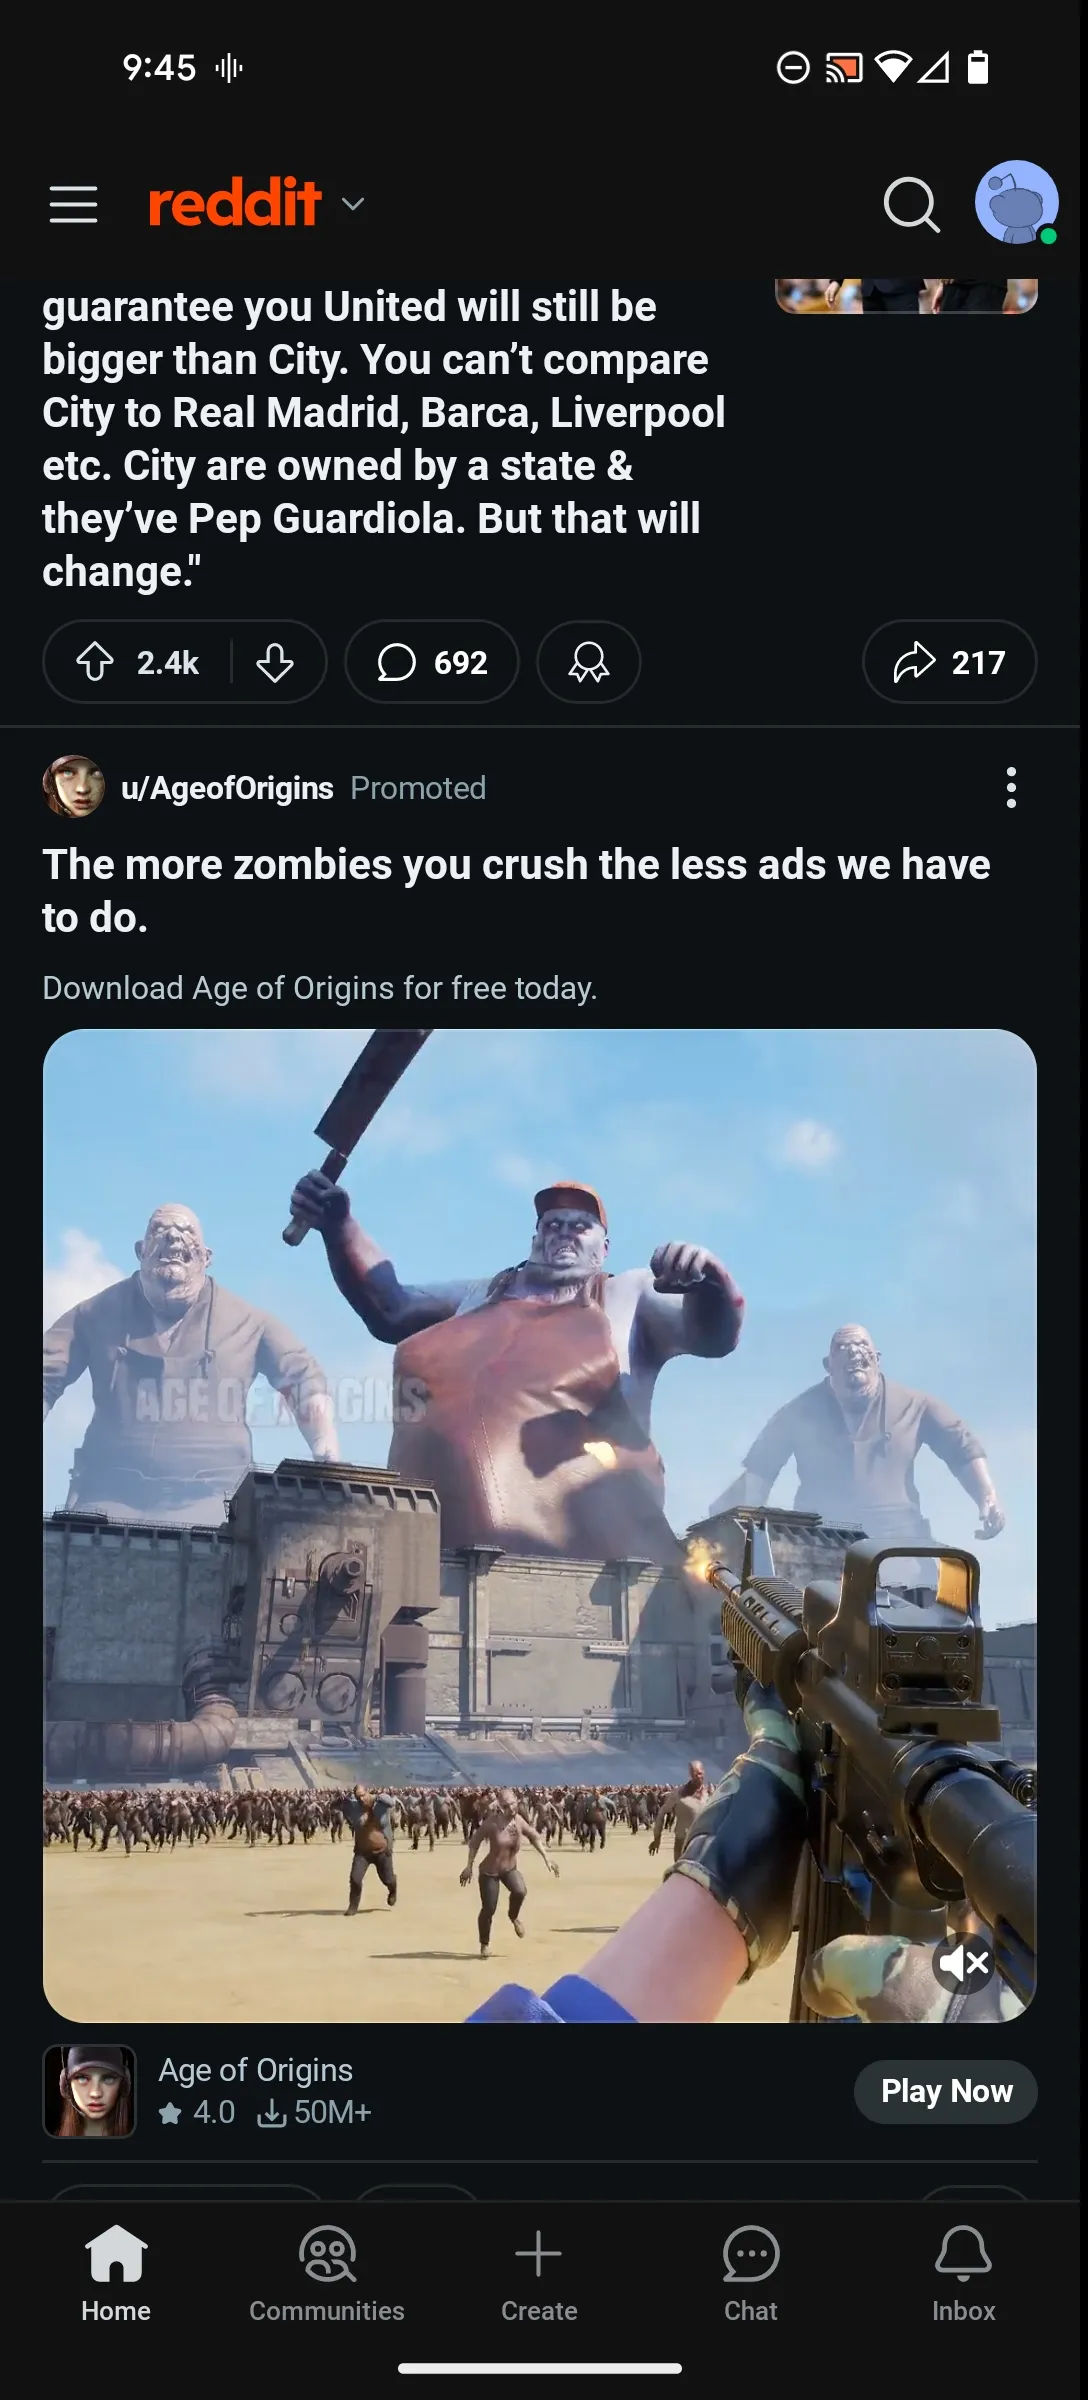 9:45
reddit
guarantee you United will still be
bigger than City. You can’t compare
City to Real Madrid, Barca, Liverpool
etc. City are owned by a state &
they’ve Pep Guardiola. But that will
change."
2.4k
692
217
u/AgeofOrigins Promoted
The more zombies you crush the less ads we have
to do.
Download Age of Origins for free today.
AGE OF ORIGINS
Age of Origins
4.0 50M+
Play Now
Home
Communities
Create
Chat
Inbox